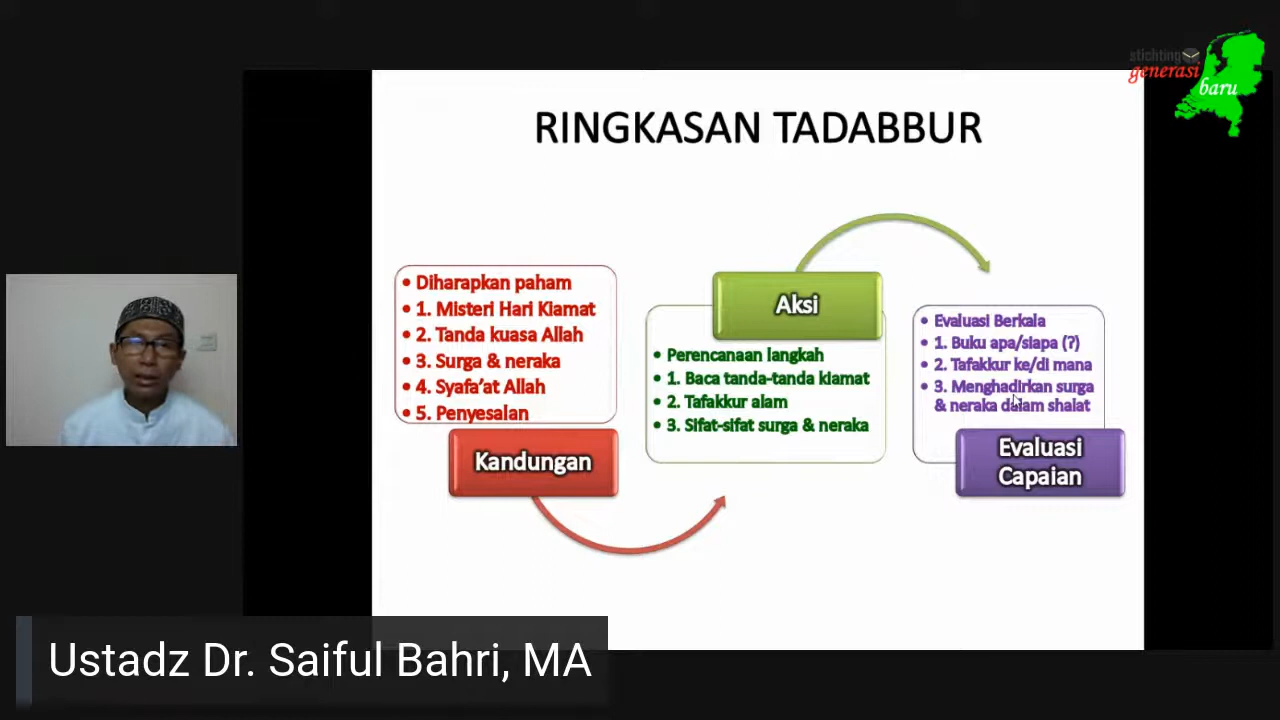 stichting
generasi
baru
RINGKASAN TADABBUR
• Diharapkan paham
• 1. Misteri Hari Kiamat
• 2. Tanda kuasa Allah
• 3. Surga & neraka
• 4. Syafa'at Allah
• 5. Penyesalan
Kandungan
Aksi
• Perencanaan langkah
• 1. Baca tanda-tanda kiamat
• 2. Tafakkur alam
• 3. Sifat-sifat surga & neraka
• Evaluasi Berkala
• 1. Buku apa/siapa (?)
• 2. Tafakkur ke/di mana
• 3. Menghadirkan surga
& neraka dalam shalat
Evaluasi
Capaian
Ustadz Dr. Saiful Bahri, MA